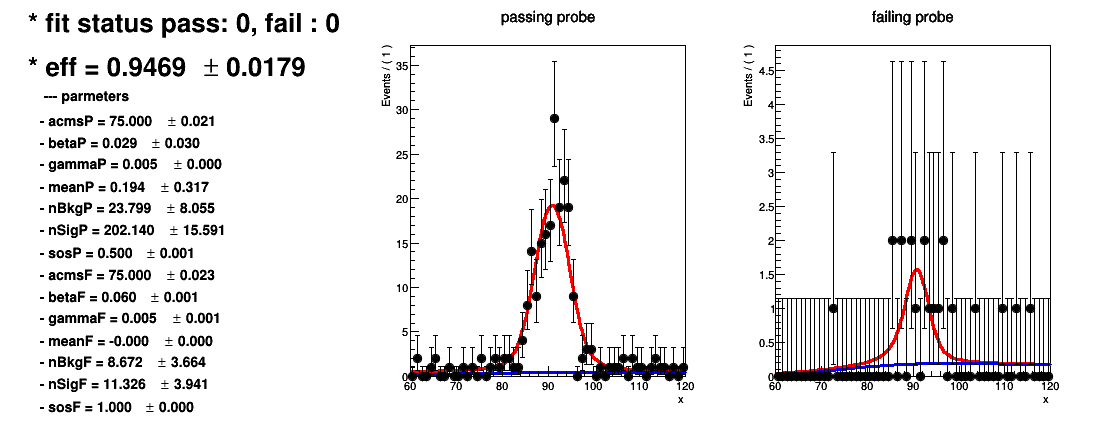 * fit status pass: 0, fail : 0
* eff = 0.9469 ± 0.0179
--- parmeters
- acmsP = 75.000 ± 0.021
- betaP = 0.029 ± 0.030
- gammaP = 0.005 ± 0.000
- meanP = 0.194 ± 0.317
- nBkgP = 23.799 ± 8.055
- nSigP = 202.140 ± 15.591
- sosP = 0.500 ± 0.001
- acmsF = 75.000 ± 0.023
- betaF = 0.060 ± 0.001
- gammaF = 0.005 ± 0.001
- meanF = -0.000 ± 0.000
- nBkgF = 8.672 ± 3.664
- nSigF = 11.326 ± 3.941
- sosF = 1.000 ± 0.000
passing probe
Events / ( 1 )
35
30
25
20
15
10
5
0
60 70 80 90 100 110 120
x
failing probe
Events / ( 1 )
4.5
4
3.5
3
2.5
2
1.5
1
0.5
0
60 70 80 90 100 110 120
x